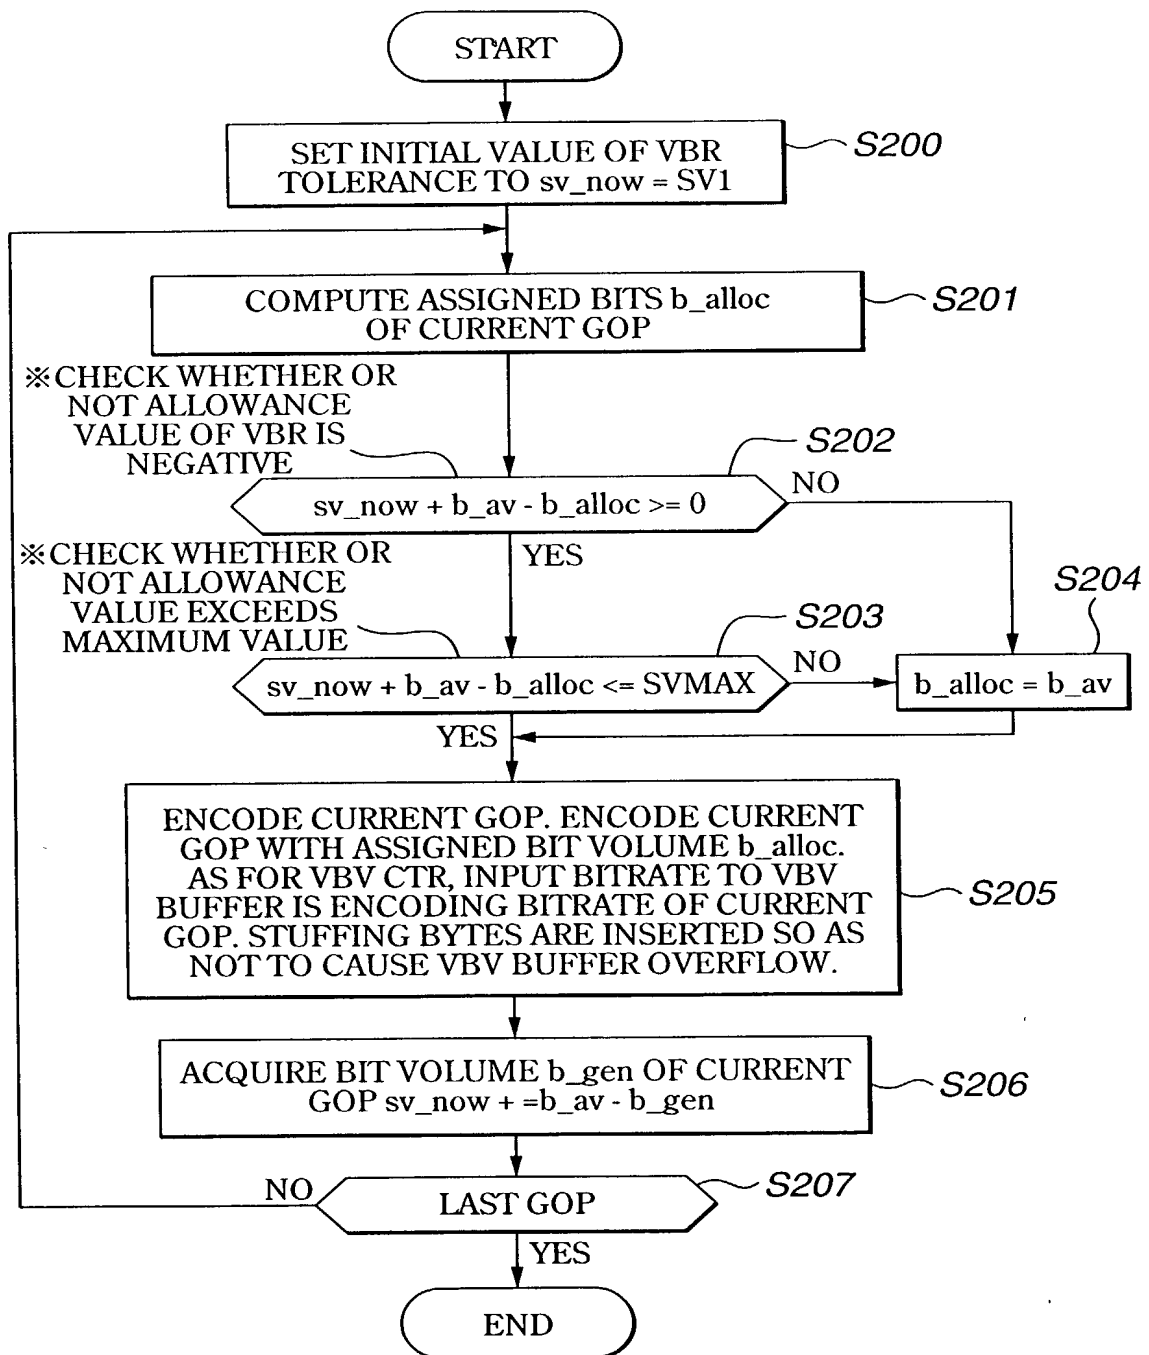 START
SET INITIAL VALUE OF VBR
TOLERANCE TO sv_now = SV1
S200
COMPUTE ASSIGNED BITS b_alloc
OF CURRENT GOP
S201
※CHECK WHETHER OR
NOT ALLOWANCE
VALUE OF VBR IS
NEGATIVE
S202
sv_now + b_av - b_alloc >= 0
NO
YES
※CHECK WHETHER OR
NOT ALLOWANCE
VALUE EXCEEDS
MAXIMUM VALUE
S203
S204
sv_now + b_av - b_alloc <= SVMAX
NO
b_alloc = b_av
YES
ENCODE CURRENT GOP. ENCODE CURRENT
GOP WITH ASSIGNED BIT VOLUME b_alloc.
AS FOR VBV CTR, INPUT BITRATE TO VBV
BUFFER IS ENCODING BITRATE OF CURRENT
GOP. STUFFING BYTES ARE INSERTED SO AS
NOT TO CAUSE VBV BUFFER OVERFLOW.
S205
ACQUIRE BIT VOLUME b_gen OF CURRENT
GOP sv_now + =b_av - b_gen
S206
NO
LAST GOP
S207
YES
END